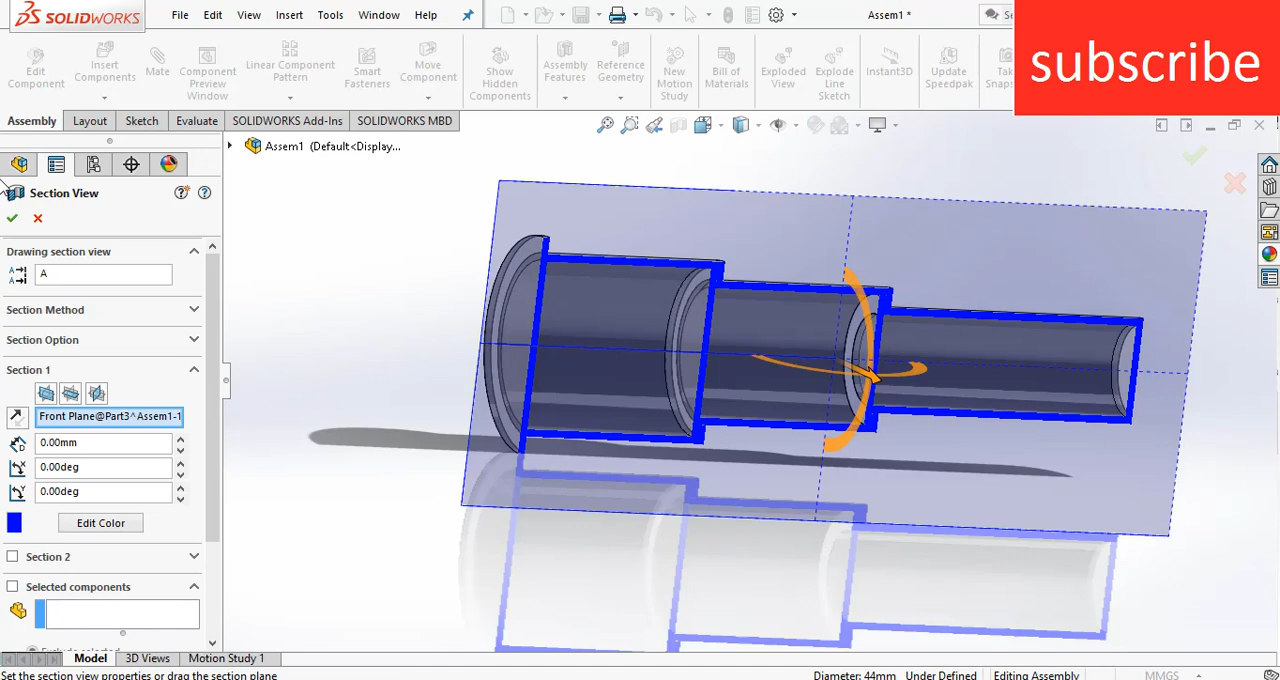 SOLIDWORKS
File Edit View Insert Tools Window Help
Assem1 *
subscribe
Edit Component
Insert Components
Mate
Component Preview Window
Linear Component Pattern
Smart Fasteners
Move Component
Show Hidden Components
Assembly Features
Reference Geometry
New Motion Study
Bill of Materials
Exploded View
Explode Line Sketch
Instant3D
Update Speedpak
Assembly Layout Sketch Evaluate SOLIDWORKS Add-Ins SOLIDWORKS MBD
Assem1 (Default<Display...
Section View
Drawing section view
A
Section Method
Section Option
Section 1
Front Plane@Part3^Assem1-1
0.00mm
0.00deg
0.00deg
Edit Color
Section 2
Selected components
Model 3D Views Motion Study 1
Set the section view properties or drag the section plane
Diameter: 44mm Under Defined Editing Assembly MMGS